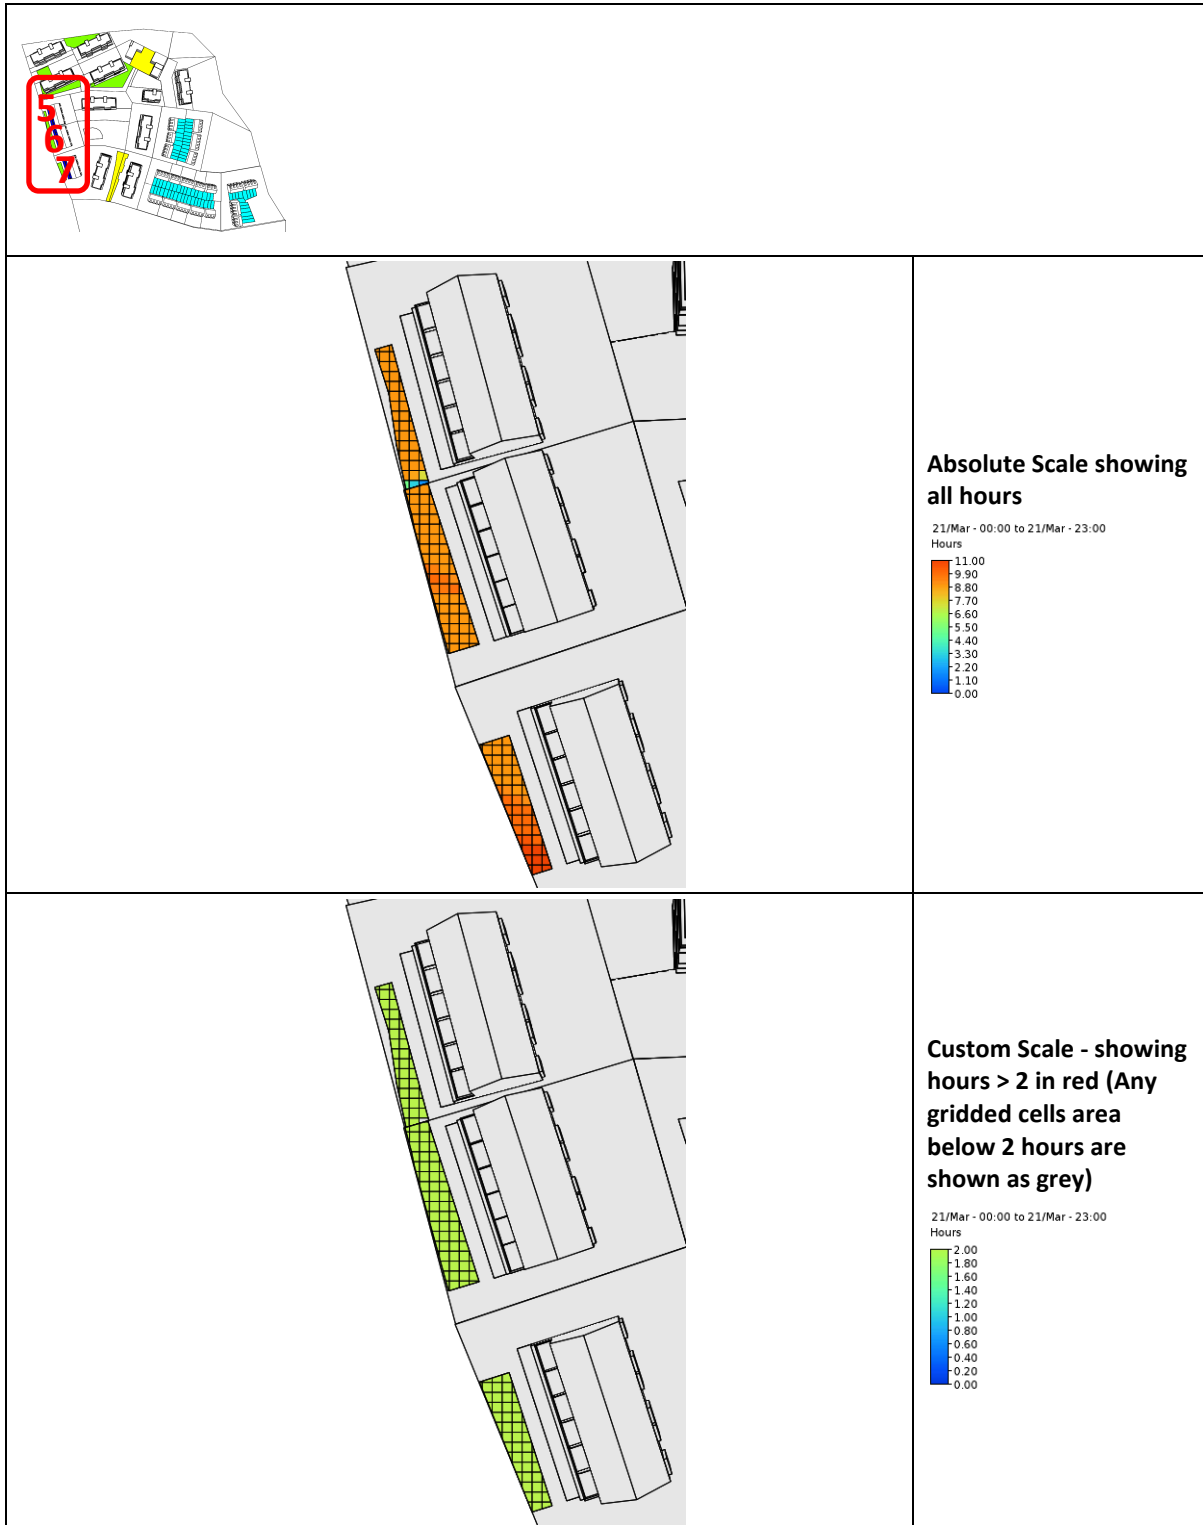 5
6
7
Absolute Scale showing
all hours
21/Mar - 00:00 to 21/Mar - 23:00
Hours
11.00
9.90
8.80
7.70
6.60
5.50
4.40
3.30
2.20
1.10
0.00
Custom Scale - showing
hours > 2 in red (Any
gridded cells area
below 2 hours are
shown as grey)
21/Mar - 00:00 to 21/Mar - 23:00
Hours
2.00
1.80
1.60
1.40
1.20
1.00
0.80
0.60
0.40
0.20
0.00